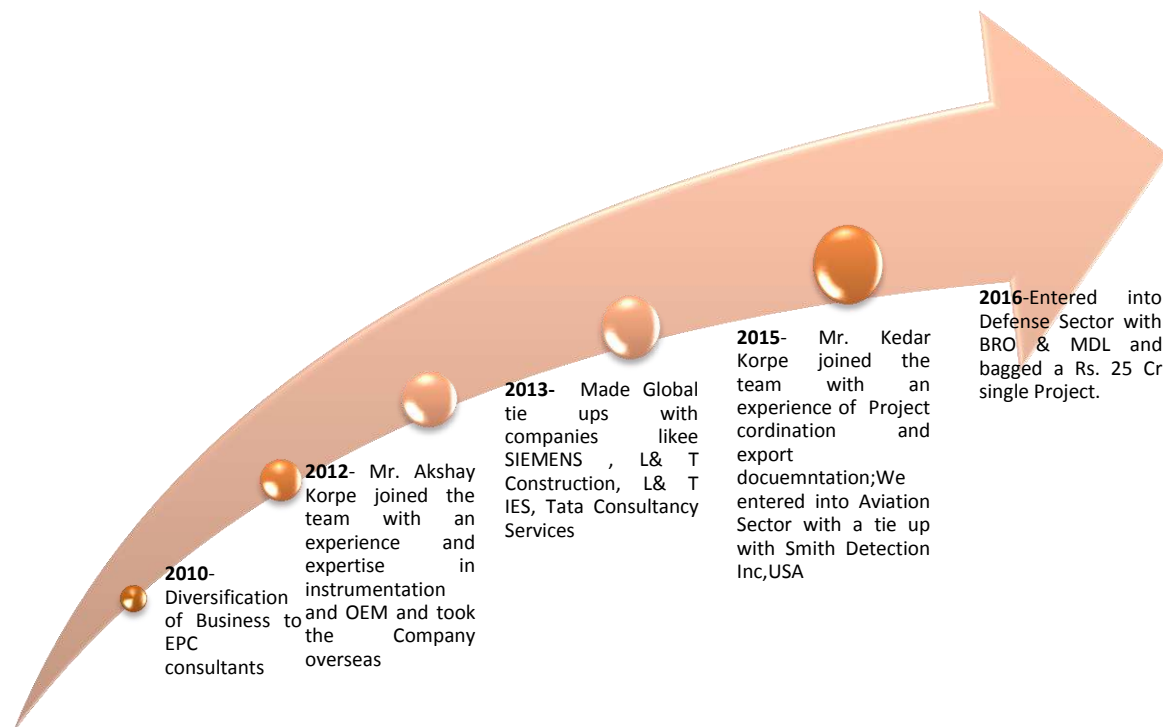 2010-
Diversification
of Business to
EPC
consultants
2012- Mr. Akshay
Korpe joined the
team with an
experience and
expertise in
instrumentation
and OEM and took
the Company
overseas
2013- Made Global
tie ups with
companies likee
SIEMENS , L& T
Construction, L& T
IES, Tata Consultancy
Services
2015- Mr. Kedar
Korpe joined the
team with an
experience of Project
cordination and
export
docuemntation;We
entered into Aviation
Sector with a tie up
with Smith Detection
Inc,USA
2016-Entered into
Defense Sector with
BRO & MDL and
bagged a Rs. 25 Cr
single Project.